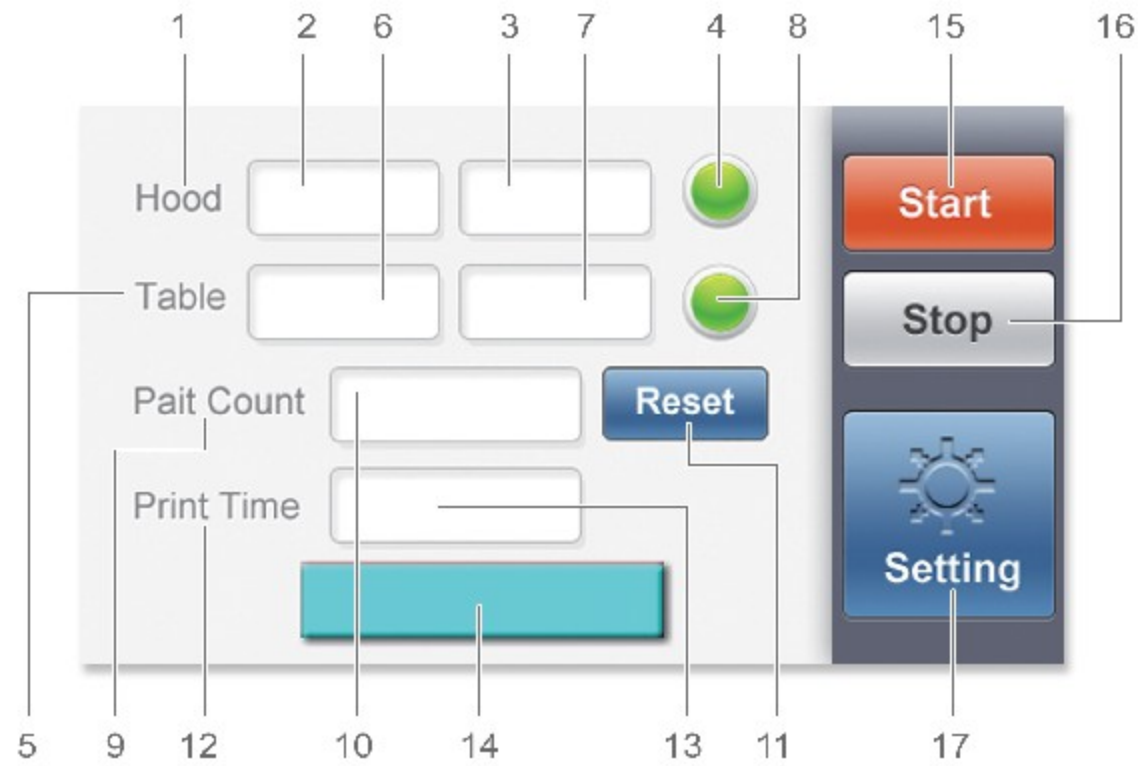 1 2 6 3 7 4 8 15 16
Hood
Start
Table
Stop
Pait Count Reset
Print Time
Setting
5 9 12 10 14 13 11 17